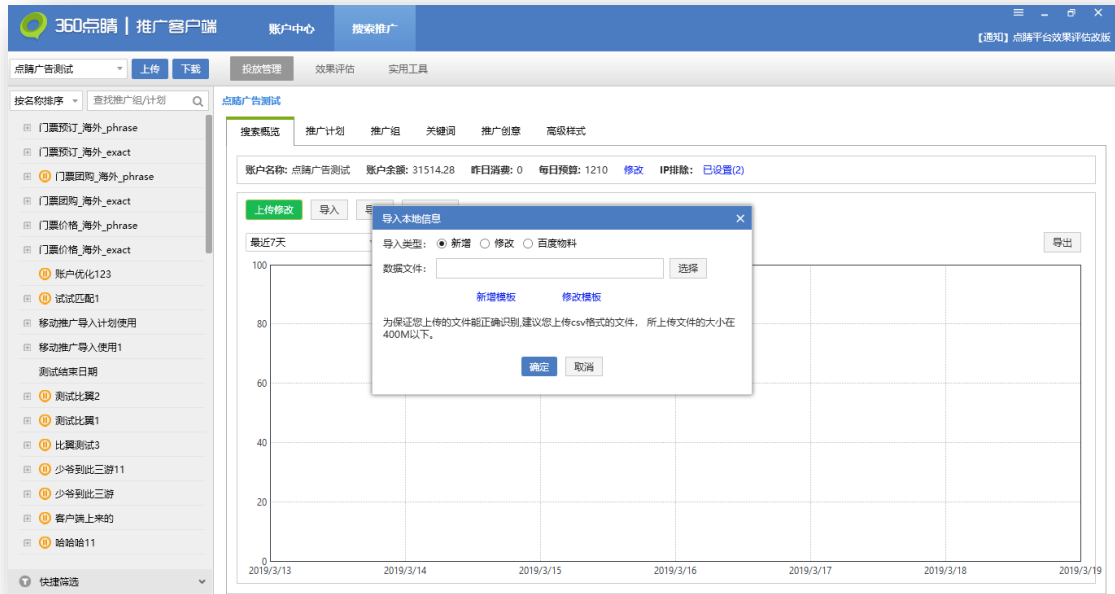 360点睛 | 推广客户端
账户中心
搜索推广
【通知】点睛平台效果评估改版
点睛广告测试
上传
下载
投放管理
效果评估
实用工具
按名称排序
查找推广组/计划
门票预订_海外_phrase
门票预订_海外_exact
门票团购_海外_phrase
门票团购_海外_exact
门票价格_海外_phrase
门票价格_海外_exact
账户优化123
试试匹配1
移动推广导入计划使用
移动推广导入使用1
测试结束日期
测试比翼2
测试比翼1
比翼测试3
少爷到此三游11
少爷到此三游
客户端上来的
哈哈哈11
快捷筛选
点睛广告测试
搜索概览
推广计划
推广组
关键词
推广创意
高级样式
账户名称: 点睛广告测试 账户余额: 31514.28 昨日消费: 0 每日预算: 1210 修改 IP排除: 已设置(2)
上传修改
导入
最近7天
导出
导入本地信息
导入类型: 新增 修改 百度物料
数据文件:
选择
新增模板
修改模板
为保证您上传的文件能正确识别,建议您上传csv格式的文件, 所上传文件的大小在
400M以下。
确定
取消
100
80
60
40
20
0
2019/3/13
2019/3/14
2019/3/15
2019/3/16
2019/3/17
2019/3/18
2019/3/19